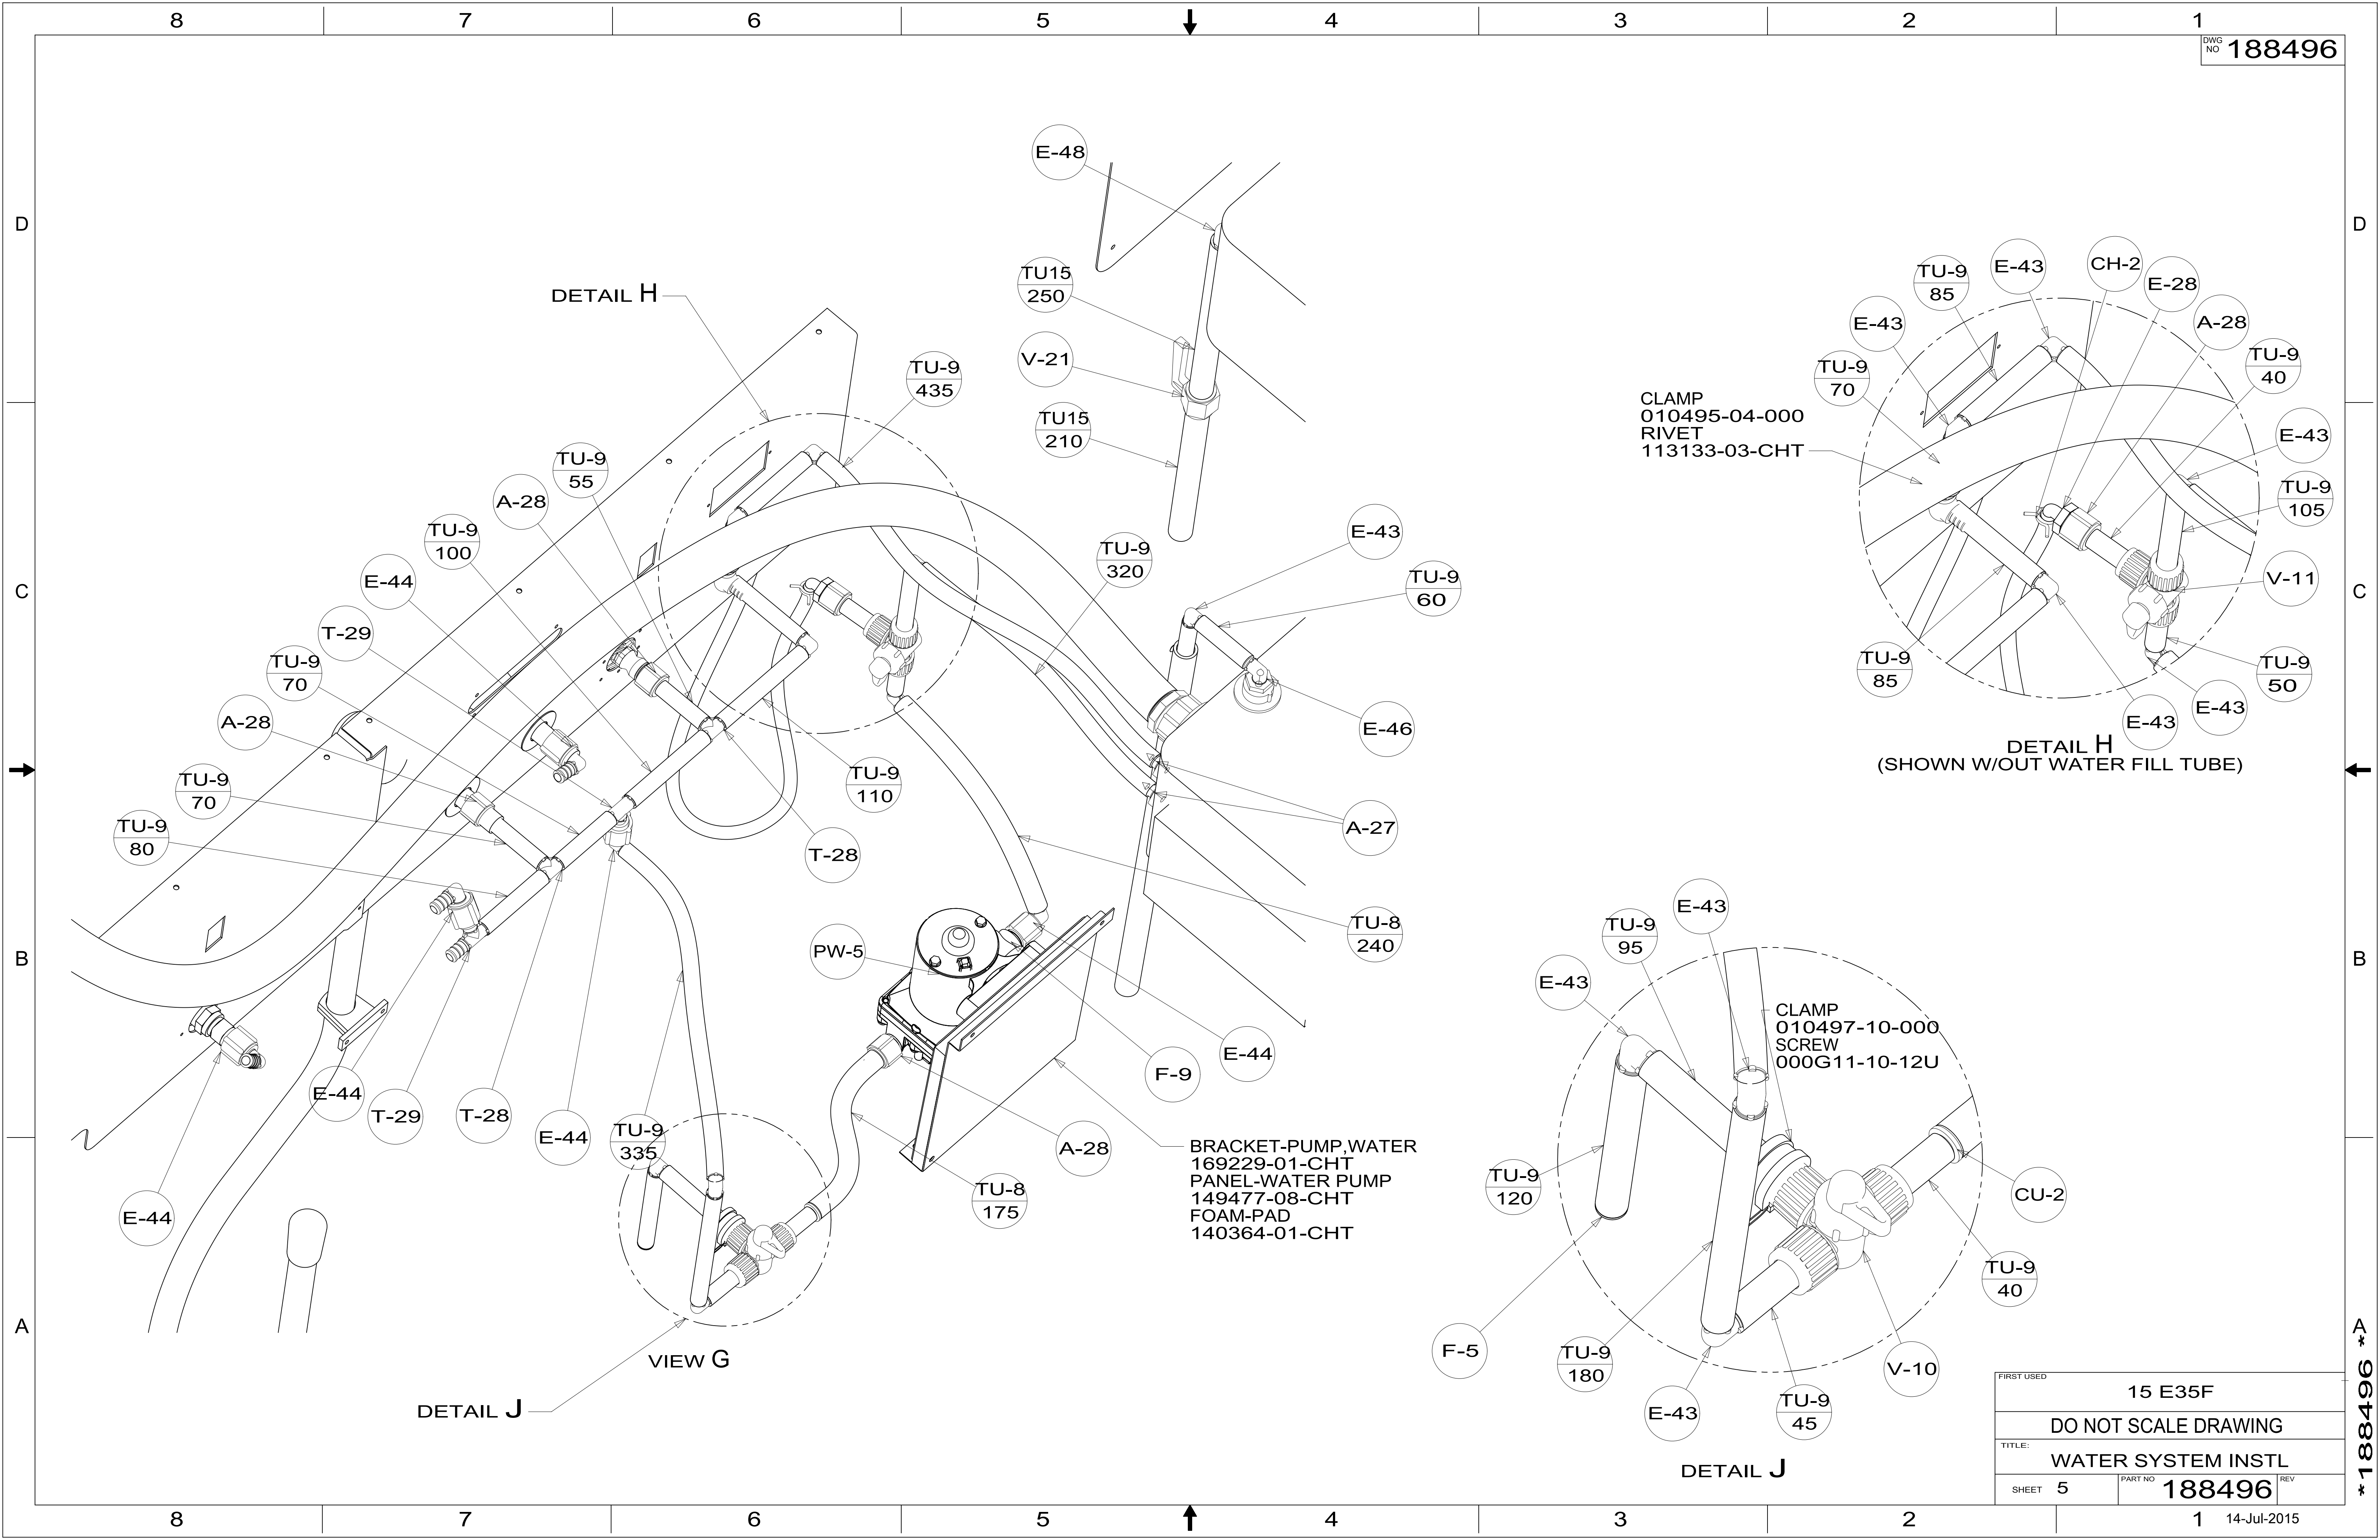 8 7 6 5 4 3 2 1
DWG NO 188496
D D
C C
B B
A A
E-48
TU15
250
V-21
TU15
210
DETAIL H
TU-9
435
TU-9
55
A-28
TU-9
100
E-44
T-29
TU-9
70
A-28
TU-9
70
TU-9
80
TU-9
320
E-43
TU-9
60
E-46
A-27
TU-9
110
T-28
TU-8
240
PW-5
E-44
F-9
A-28
TU-8
175
BRACKET-PUMP,WATER
169229-01-CHT
PANEL-WATER PUMP
149477-08-CHT
FOAM-PAD
140364-01-CHT
E-44
E-44
T-29
T-28
E-44
TU-9
335
VIEW G
DETAIL J
E-43
TU-9
85
E-43
CH-2
E-28
A-28
TU-9
40
TU-9
70
CLAMP
010495-04-000
RIVET
113133-03-CHT
E-43
TU-9
105
V-11
TU-9
50
E-43
E-43
TU-9
85
DETAIL H
(SHOWN W/OUT WATER FILL TUBE)
E-43
TU-9
95
E-43
CLAMP
010497-10-000
SCREW
000G11-10-12U
TU-9
120
CU-2
TU-9
40
F-5
TU-9
180
V-10
E-43
TU-9
45
DETAIL J
FIRST USED
15 E35F
DO NOT SCALE DRAWING
TITLE:
WATER SYSTEM INSTL
SHEET 5 PART NO 188496 REV
*188496*
8 7 6 5 4 3 2 1
14-Jul-2015